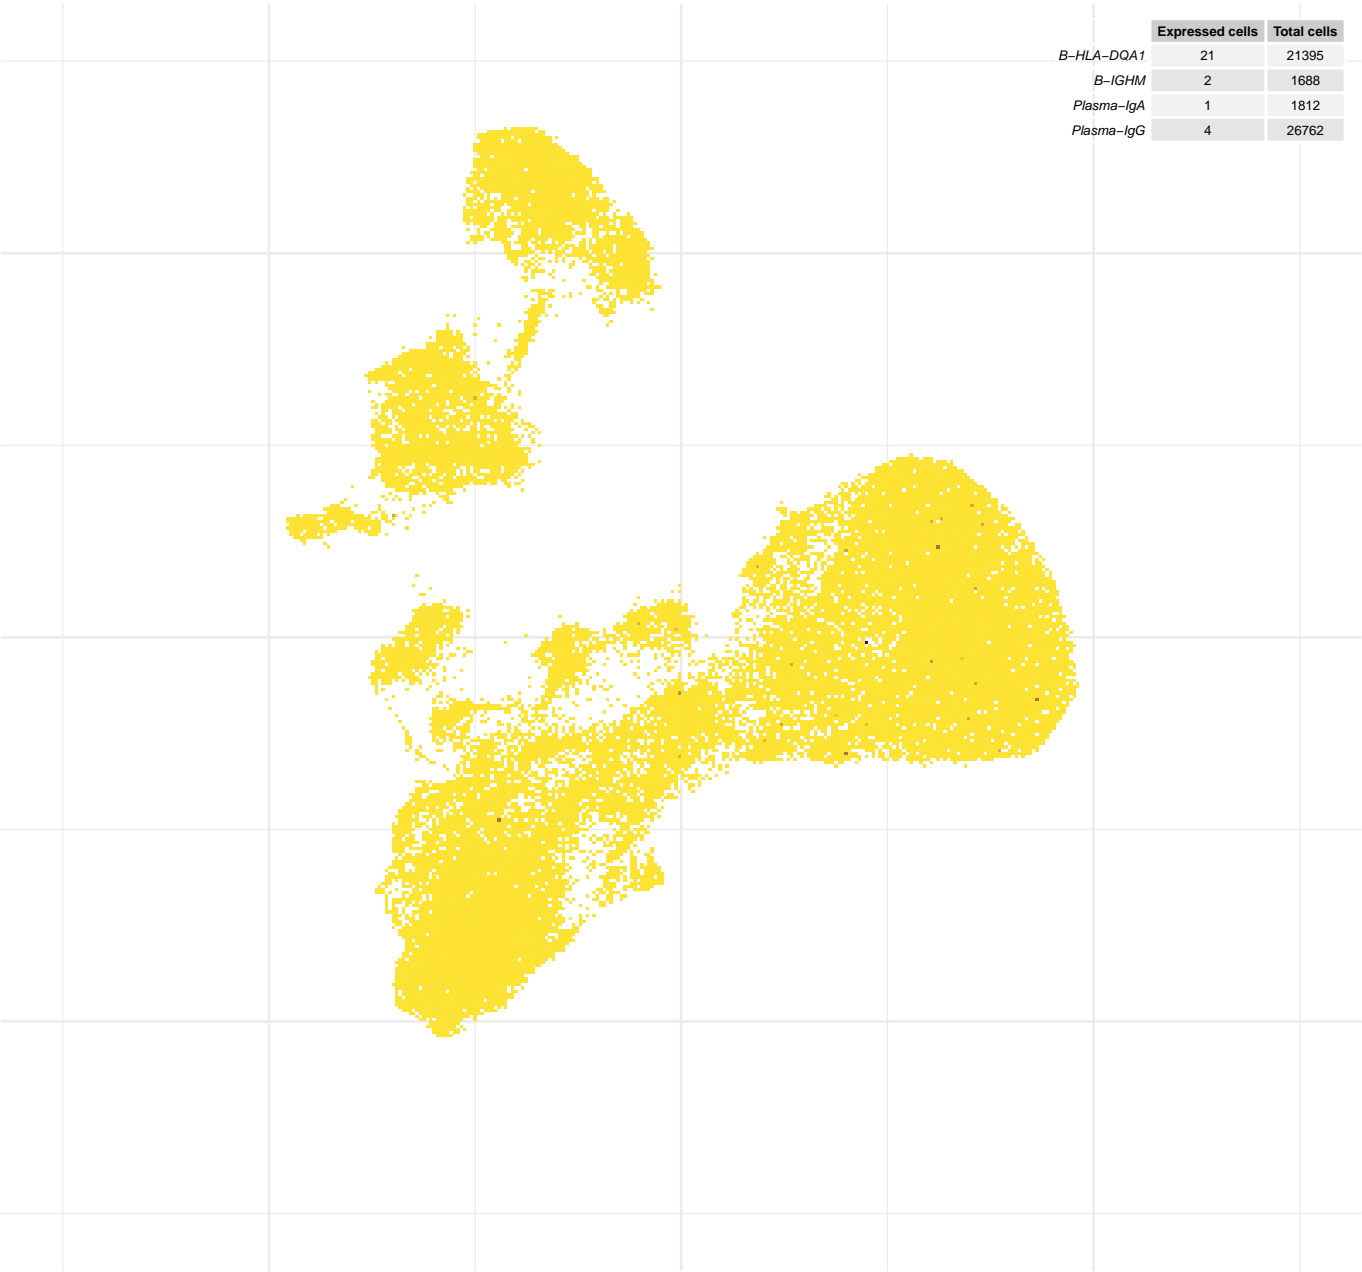 Expressed cells Total cells
B−HLA−DQA1 21 21395
B−IGHM 2 1688
Plasma−IgA 1 1812
Plasma−IgG 4 26762